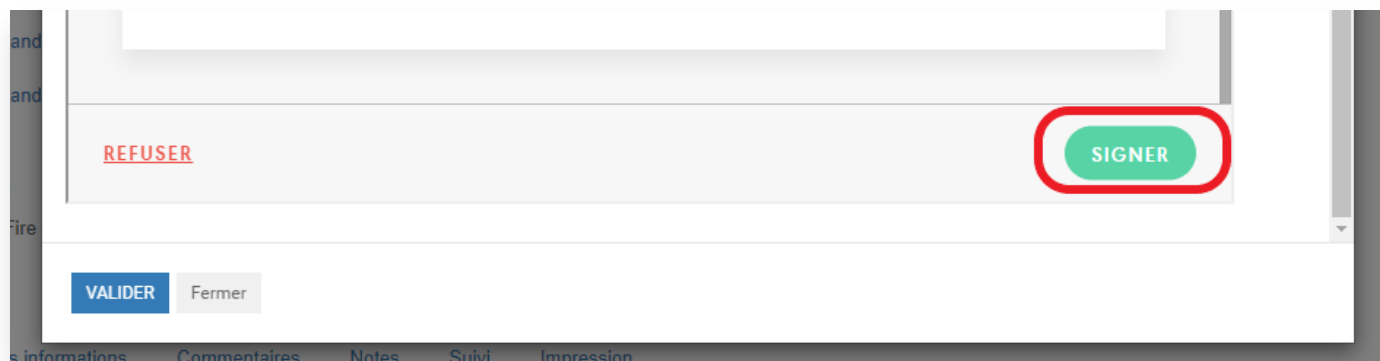 and
and
REFUSER
SIGNER
Fire
VALIDER
Fermer
s informations Commentaires Notes Suivi Impression